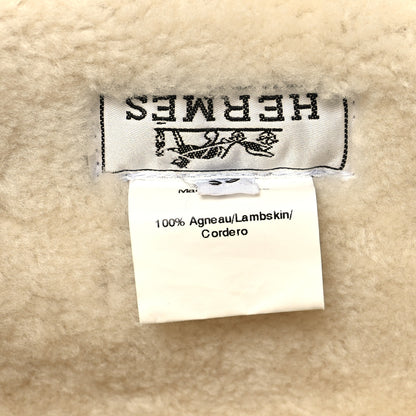 HERMÈS
100% Agneau/Lambskin/
Cordero